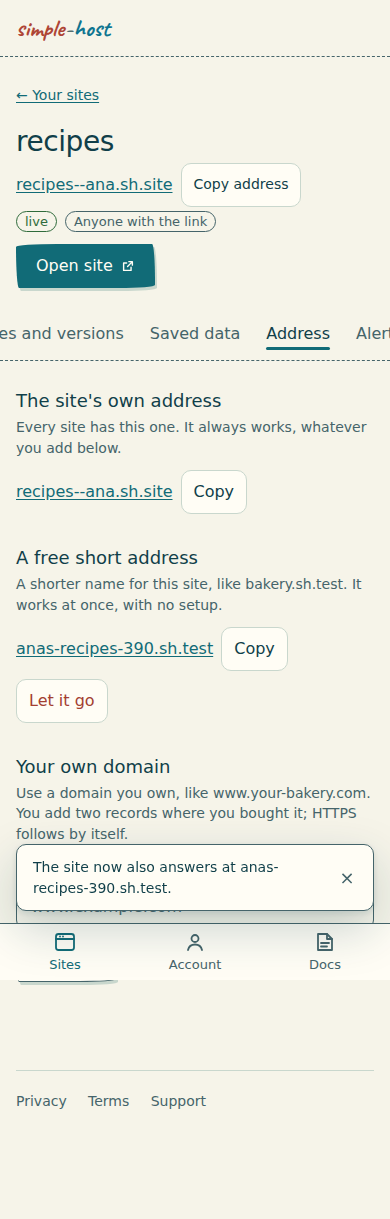 simple-host
← Your sites
recipes
recipes--ana.sh.site Copy address
live Anyone with the link
Open site
es and versions Saved data Address Alert
The site's own address
Every site has this one. It always works, whatever
you add below.
recipes--ana.sh.site Copy
A free short address
A shorter name for this site, like bakery.sh.test. It
works at once, with no setup.
anas-recipes-390.sh.test Copy
Let it go
Your own domain
Use a domain you own, like www.your-bakery.com.
You add two records where you bought it; HTTPS
follows by itself.
The site now also answers at anas-
recipes-390.sh.test.
Sites Account Docs
Privacy Terms Support